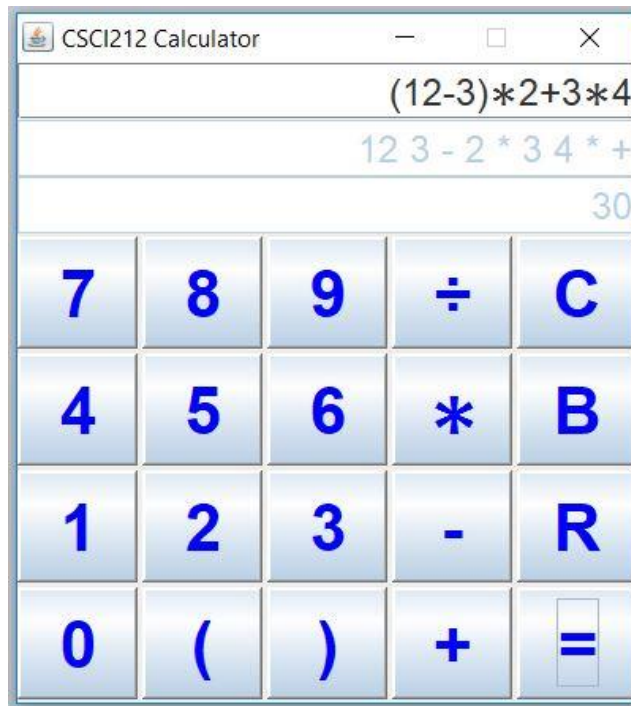 CSCI212 Calculator
(12-3)*2+3*4
12 3 - 2 * 3 4 * +
30
7 8 9 ÷ C
4 5 6 * B
1 2 3 - R
0 ( ) + =